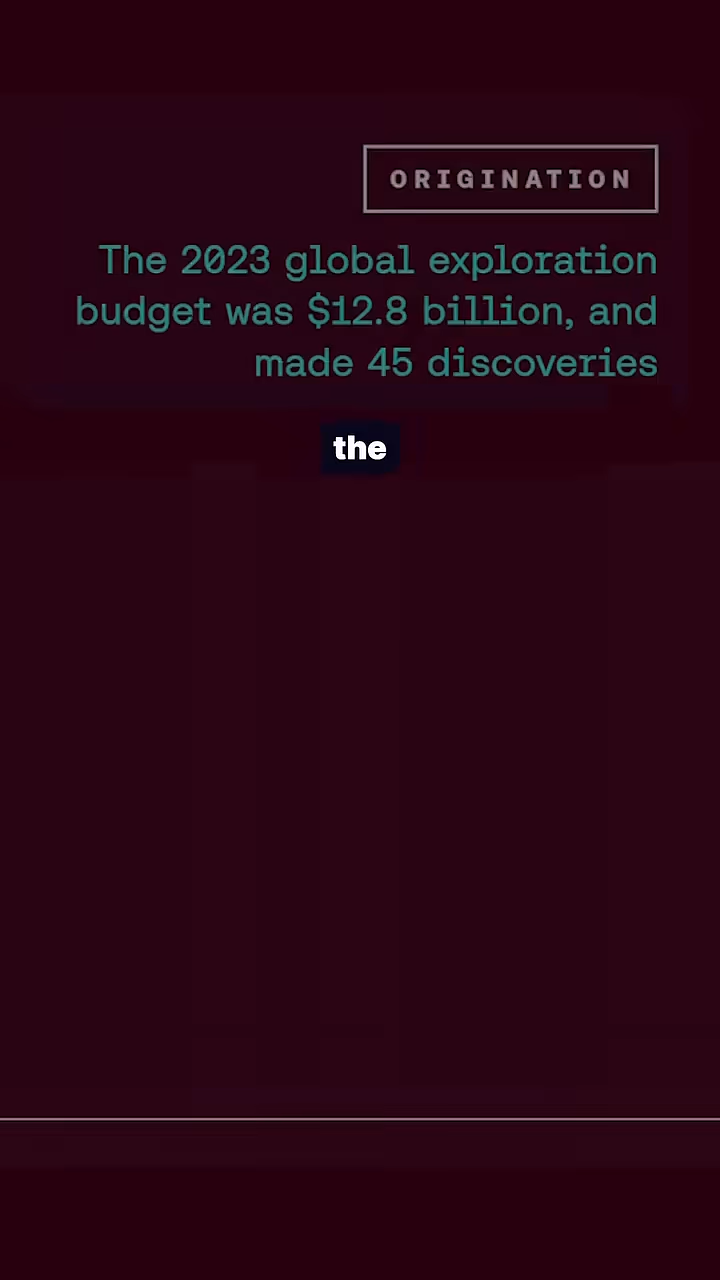 ORIGINATION
The 2023 global exploration
budget was $12.8 billion, and
made 45 discoveries
the